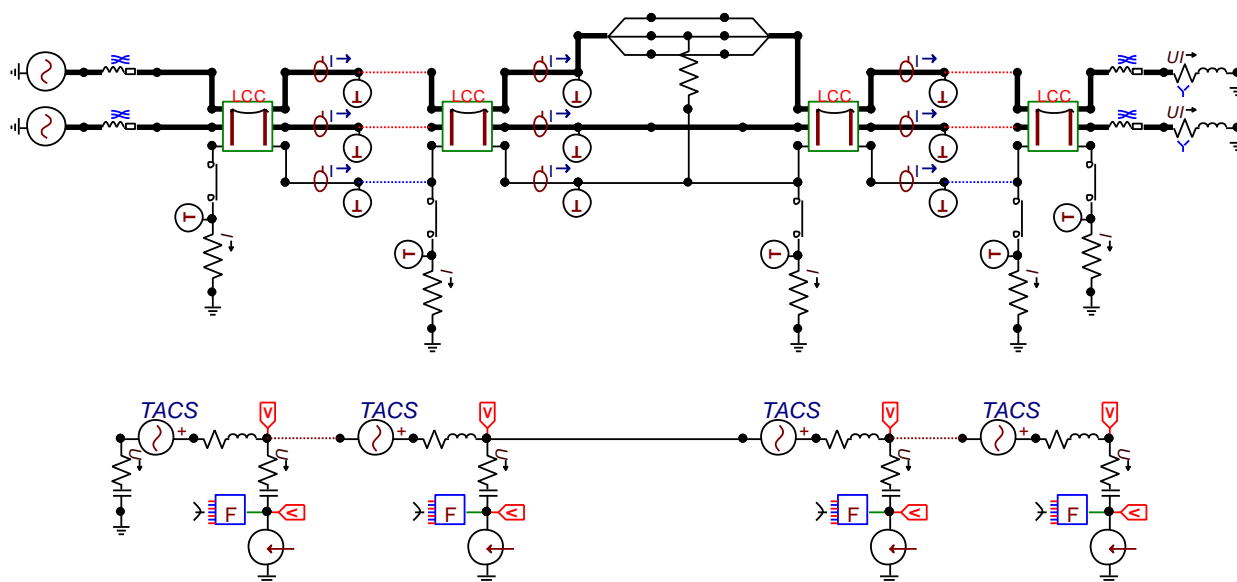 I I I UI
Y
T T T
LCC LCC LCC LCC
I I I UI
Y
T T T
I I I
T T T
T T
I I
T T T
I I I
TACS V TACS V TACS V TACS V
+ + + +
U U U U U
F V F V F V F V